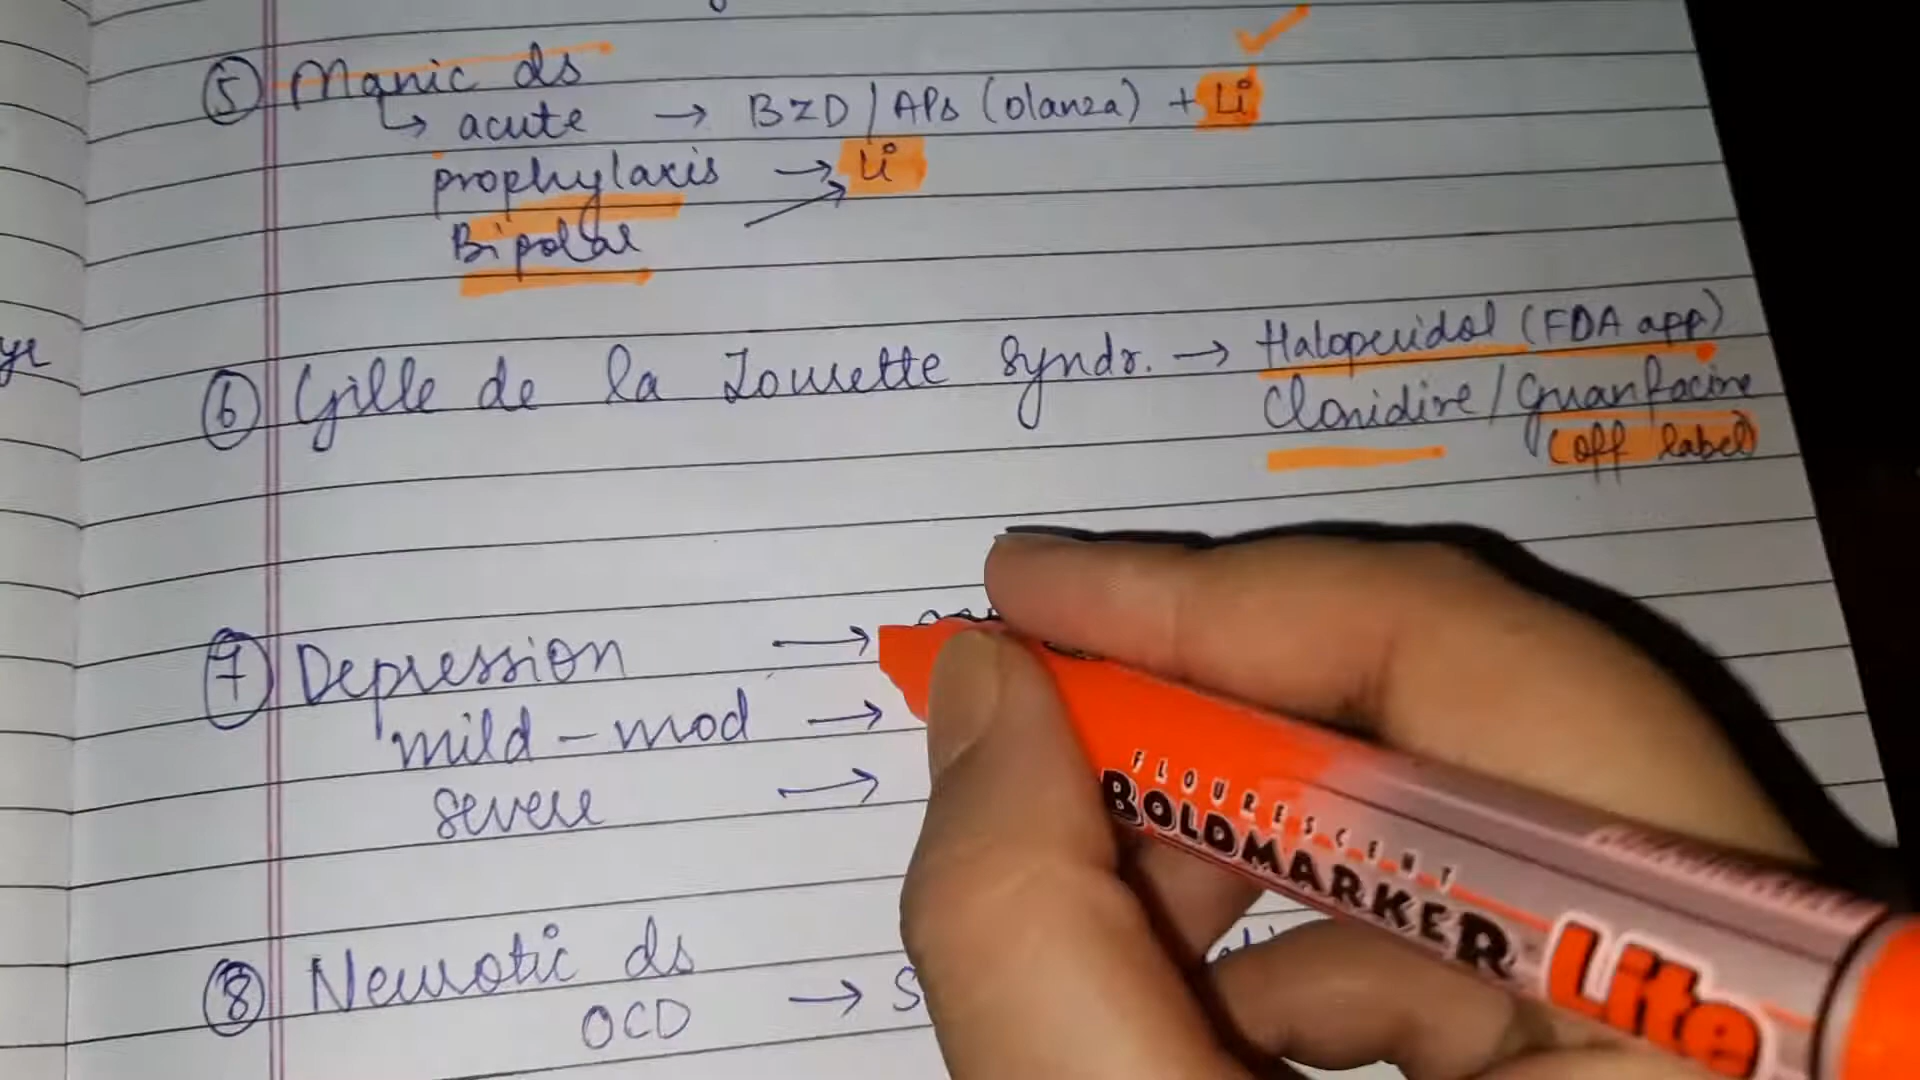 ⑤ Manic ds
↳ acute → BZD / APs (olanza) + Li
prophylaxis → Li
Bipolar
⑥ Gille de la Tourette Syndr. → Haloperidol (FDA app)
Clonidine / Guanfacine
(off label)
⑦ Depression →
mild - mod →
severe →
⑧ Neurotic ds
OCD → S
FLOURESCENT
BOLDMARKER Lite